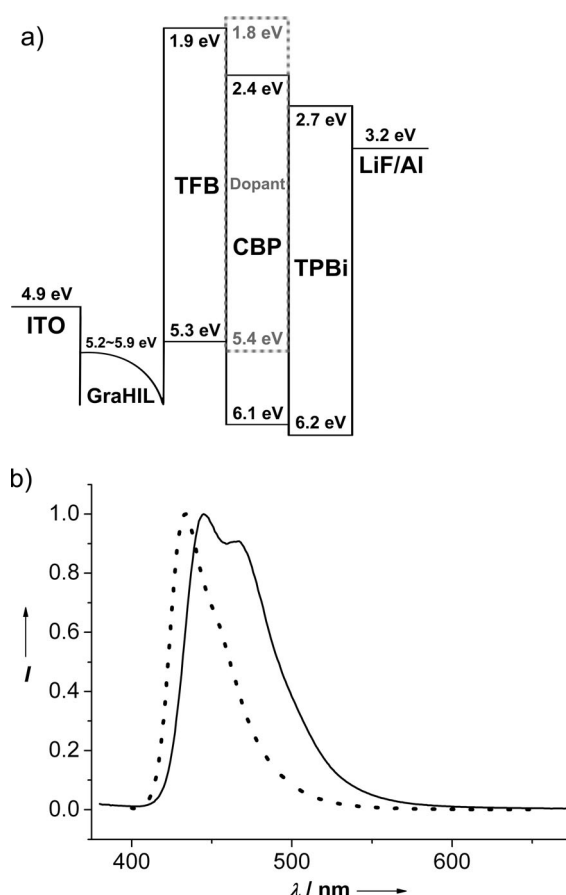 a)
1.8 eV
1.9 eV
2.4 eV
2.7 eV
3.2 eV
LiF/Al
TFB
Dopant
CBP
TPBi
4.9 eV
ITO
5.2~5.9 eV
5.3 eV
5.4 eV
GraHIL
6.1 eV
6.2 eV
b)
1.0
0.8
0.6
I
0.4
0.2
0.0
400
500
600
λ / nm